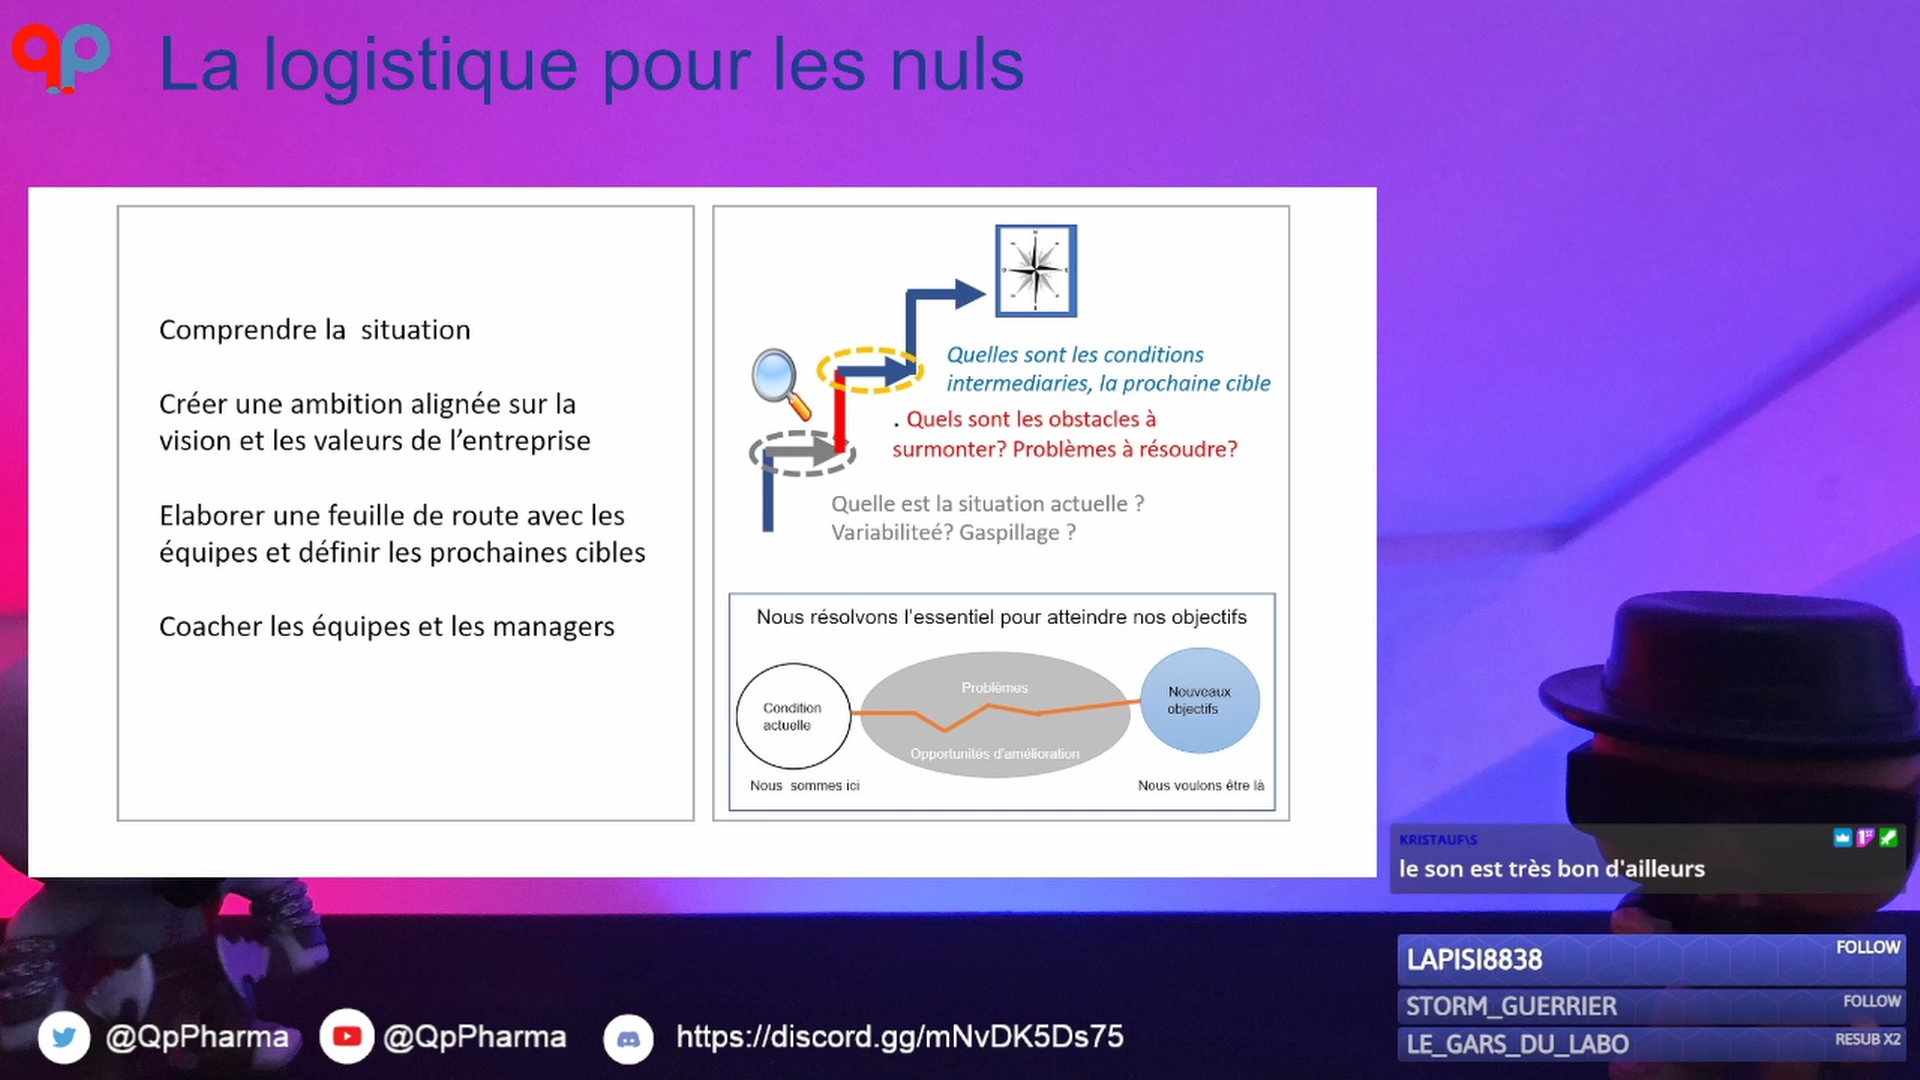 qp
La logistique pour les nuls
Comprendre la  situation
Créer une ambition alignée sur la
vision et les valeurs de l’entreprise
Elaborer une feuille de route avec les
équipes et définir les prochaines cibles
Coacher les équipes et les managers
Quelles sont les conditions
intermediaries, la prochaine cible
. Quels sont les obstacles à
surmonter? Problèmes à résoudre?
Quelle est la situation actuelle ?
Variabiliteé? Gaspillage ?
Nous résolvons l'essentiel pour atteindre nos objectifs
Condition
actuelle
Problèmes
Opportunités d'amélioration
Nouveaux
objectifs
Nous  sommes ici
Nous voulons être là
KRISTAUF\S
le son est très bon d'ailleurs
LAPISI8838 FOLLOW
STORM_GUERRIER FOLLOW
LE_GARS_DU_LABO RESUB X2
@QpPharma @QpPharma https://discord.gg/mNvDK5Ds75